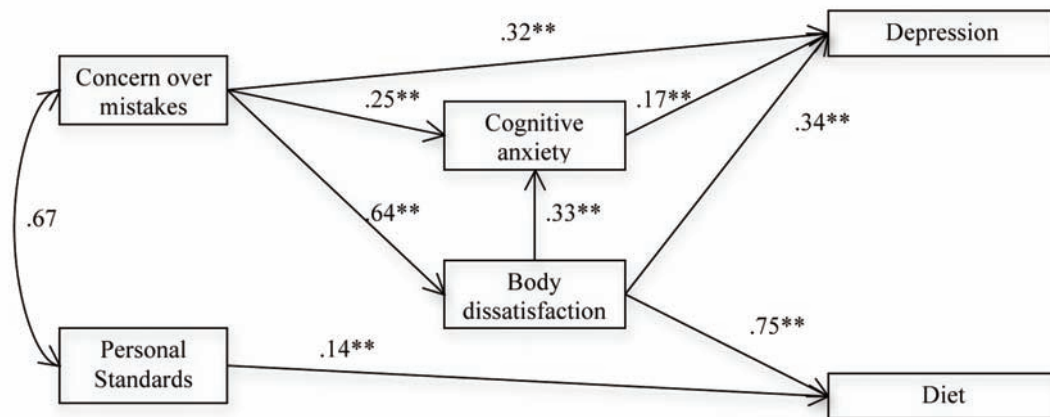 .32**
Depression
Concern over
mistakes
.25**
.17**
Cognitive
anxiety
.34**
.67
.64**
.33**
Body
dissatisfaction
.75**
Personal
Standards
.14**
Diet